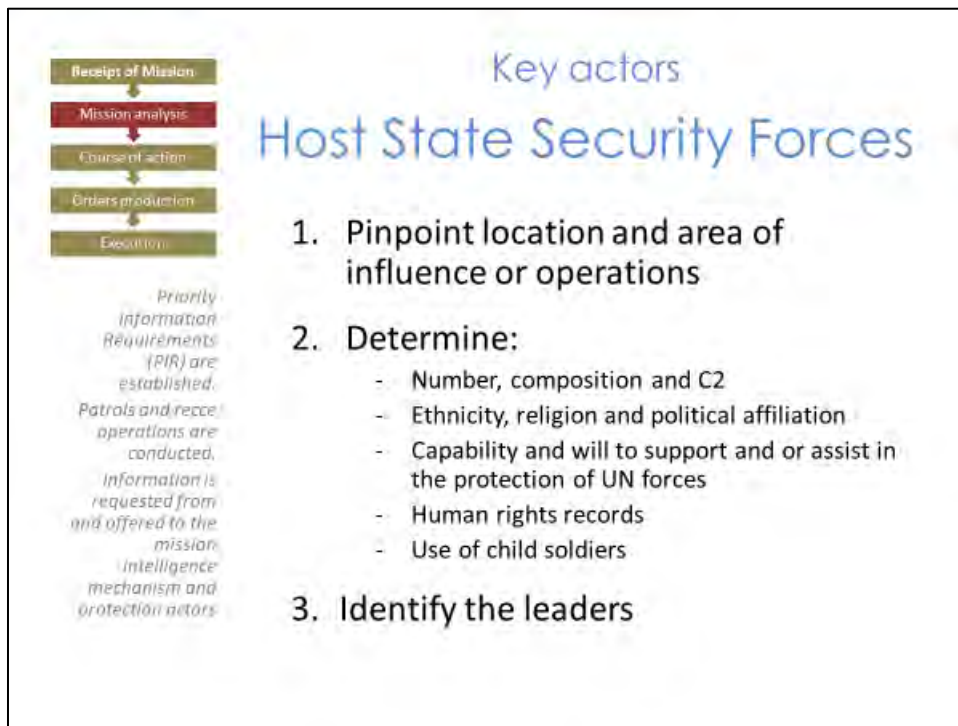 Key actors
Host State Security Forces
Receipt of Mission
Mission analysis
Course of action
Orders production
Execution
Priority
Information
Requirements
(PIR) are
established.
Patrols and recce
operations are
conducted.
Information is
requested from
and offered to the
mission
intelligence
mechanism and
protection actors
1. Pinpoint location and area of
influence or operations
2. Determine:
- Number, composition and C2
- Ethnicity, religion and political affiliation
- Capability and will to support and or assist in
the protection of UN forces
- Human rights records
- Use of child soldiers
3. Identify the leaders